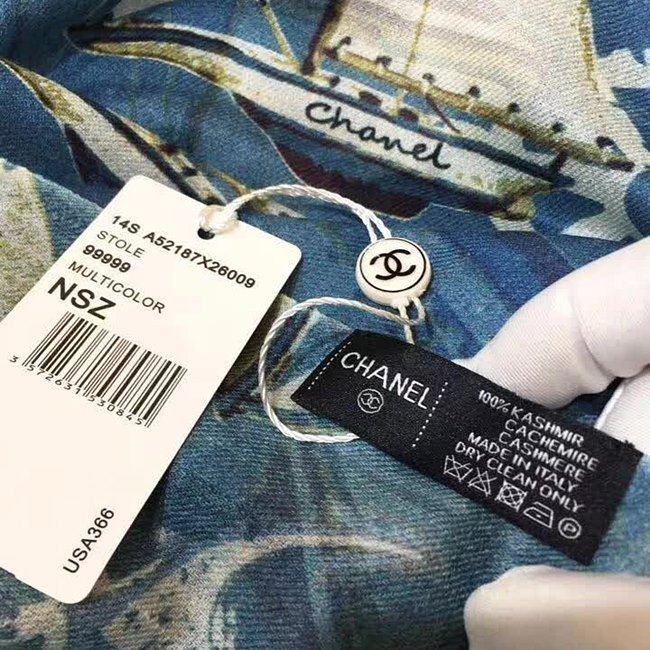 Chanel
14S A52187X26009
STOLE
99999
MULTICOLOR
NSZ
3 572631 530845
USA366
CHANEL
100% KASHMIR
CACHEMIRE
CASHMERE
MADE IN ITALY
DRY CLEAN ONLY
P